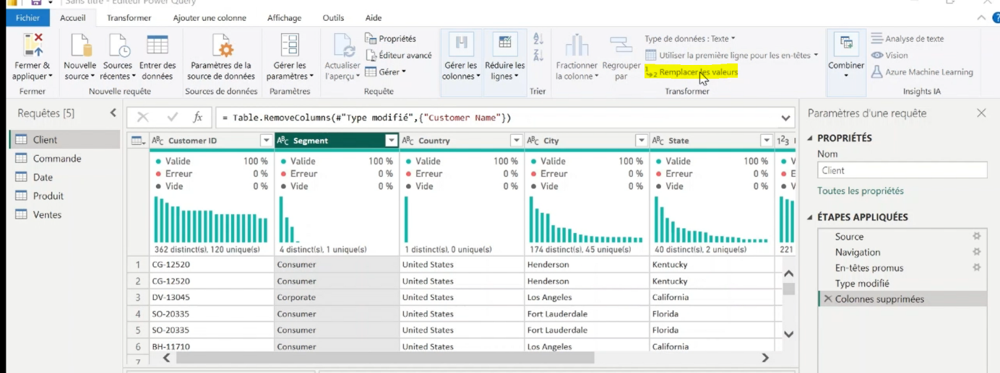 Sans titre - Éditeur Power Query
Fichier Accueil Transformer Ajouter une colonne Affichage Outils Aide
Fermer & appliquer
Nouvelle source
Sources récentes
Entrer des données
Paramètres de la source de données
Gérer les paramètres
Actualiser l'aperçu
Propriétés
Éditeur avancé
Gérer
Gérer les colonnes
Réduire les lignes
Fractionner la colonne
Regrouper par
Type de données : Texte
Utiliser la première ligne pour les en-têtes
Remplacer les valeurs
Combiner
Analyse de texte
Vision
Azure Machine Learning
Fermer Nouvelle requête Sources de données Paramètres Requête Trier Transformer Insights IA
Requêtes [5]
Client
Commande
Date
Produit
Ventes
fx = Table.RemoveColumns(#"Type modifié",{"Customer Name"})
ABC Customer ID ABC Segment ABC Country ABC City ABC State 123
Valide 100 % Valide 100 % Valide 100 % Valide 100 % Valide 100 % V
Erreur 0 % Erreur 0 % Erreur 0 % Erreur 0 % Erreur 0 % E
Vide 0 % Vide 0 % Vide 0 % Vide 0 % Vide 0 % V
362 distinct(s), 120 unique(s) 4 distinct(s), 1 unique(s) 1 distinct(s), 0 unique(s) 174 distinct(s), 45 unique(s) 40 distinct(s), 2 unique(s) 221
1 CG-12520 Consumer United States Henderson Kentucky
2 CG-12520 Consumer United States Henderson Kentucky
3 DV-13045 Corporate United States Los Angeles California
4 SO-20335 Consumer United States Fort Lauderdale Florida
5 SO-20335 Consumer United States Fort Lauderdale Florida
6 BH-11710 Consumer United States Los Angeles California
7
Paramètres d'une requête
PROPRIÉTÉS
Nom
Client
Toutes les propriétés
ÉTAPES APPLIQUÉES
Source
Navigation
En-têtes promus
Type modifié
Colonnes supprimées